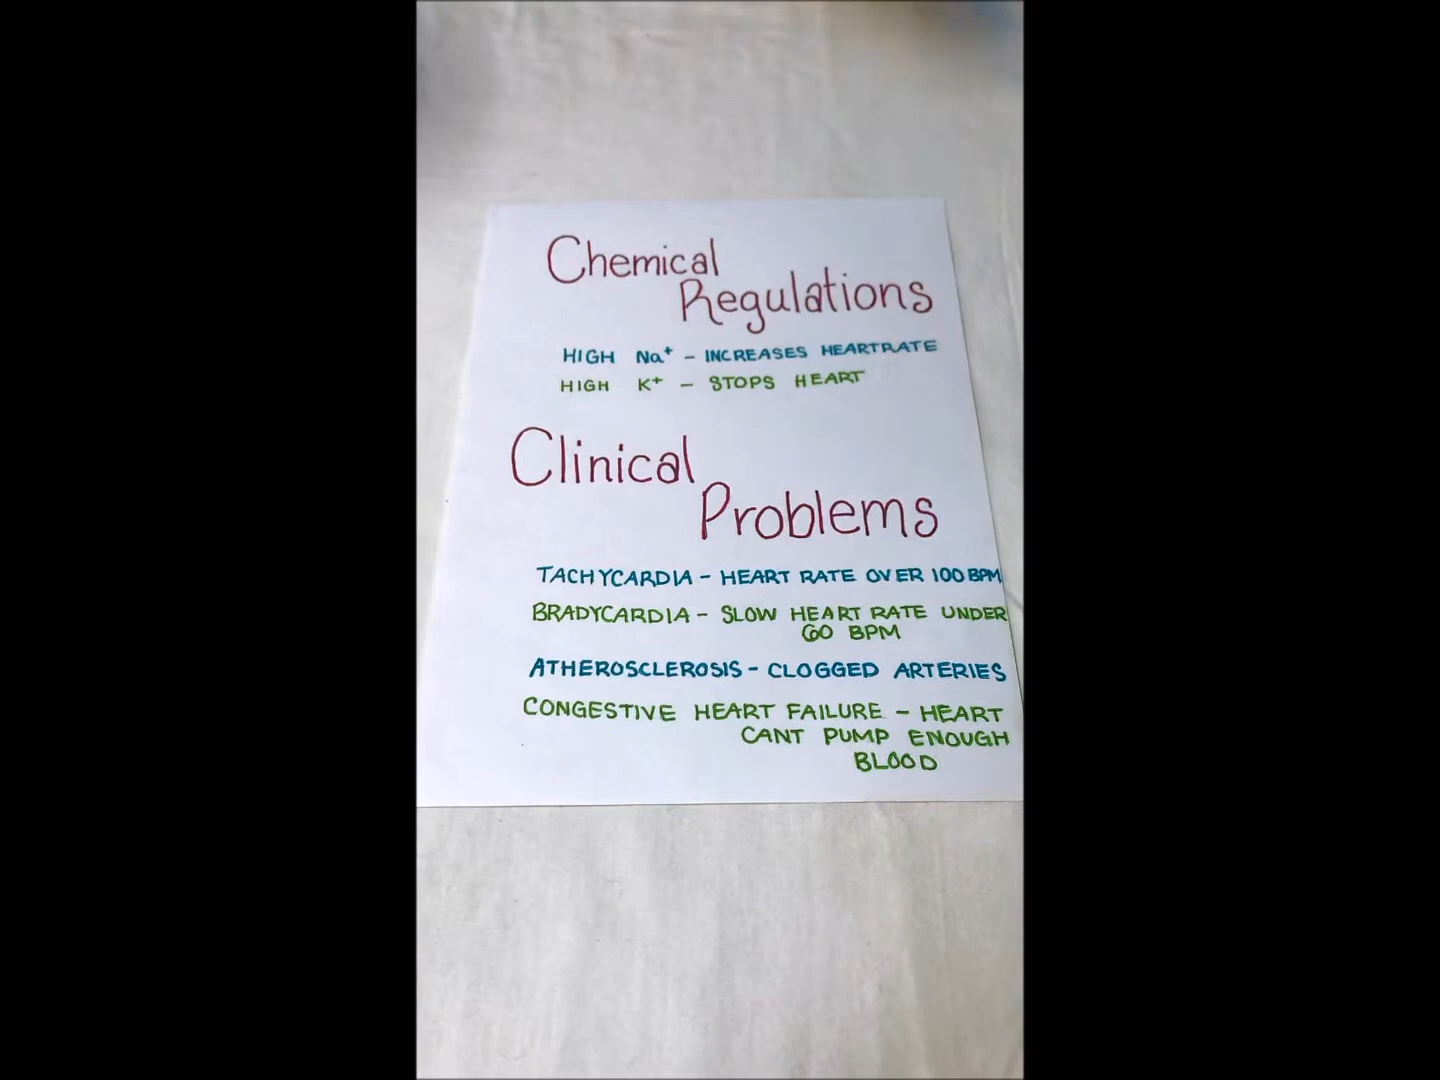 Chemical
Regulations
HIGH Na⁺ - INCREASES HEARTRATE
HIGH K⁺ - STOPS HEART
Clinical
Problems
TACHYCARDIA - HEART RATE OVER 100 BPM
BRADYCARDIA - SLOW HEART RATE UNDER
60 BPM
ATHEROSCLEROSIS - CLOGGED ARTERIES
CONGESTIVE HEART FAILURE - HEART
CANT PUMP ENOUGH
BLOOD